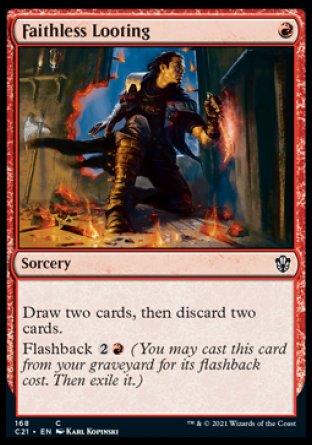 Faithless Looting
Sorcery
Draw two cards, then discard two
cards.
Flashback 2 (You may cast this card
from your graveyard for its flashback
cost. Then exile it.)
168 C
C21 • EN Karl Kopinski
™ & © 2021 Wizards of the Coast